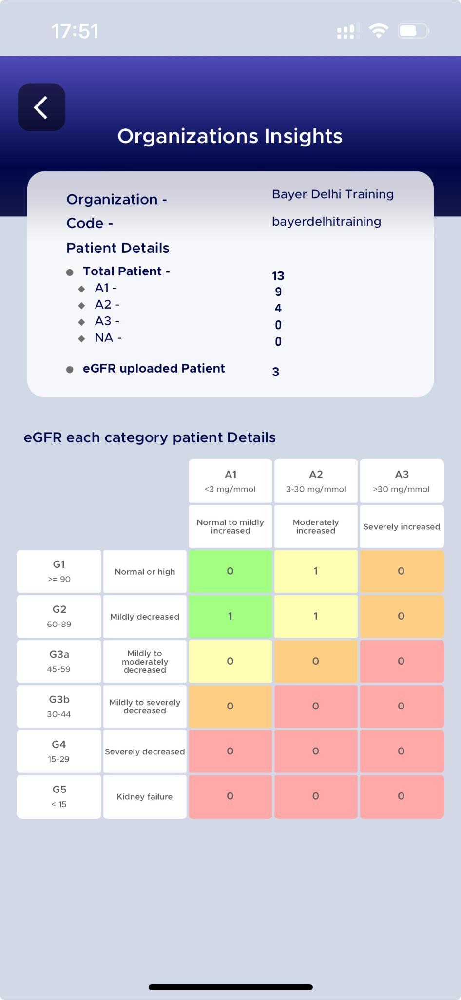 17:51
Organizations Insights
Organization - Bayer Delhi Training
Code - bayerdelhitraining
Patient Details
Total Patient - 13
A1 - 9
A2 - 4
A3 - 0
NA - 0
eGFR uploaded Patient 3
eGFR each category patient Details
A1 A2 A3
<3 mg/mmol 3-30 mg/mmol >30 mg/mmol
Normal to mildly increased Moderately increased Severely increased
G1 >= 90 Normal or high 0 1 0
G2 60-89 Mildly decreased 1 1 0
G3a 45-59 Mildly to moderately decreased 0 0 0
G3b 30-44 Mildly to severely decreased 0 0 0
G4 15-29 Severely decreased 0 0 0
G5 < 15 Kidney failure 0 0 0